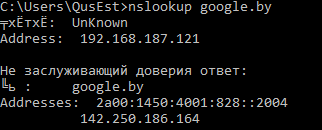 C:\Users\QusEst>nslookup google.by
╤хЁтхЁ:  UnKnown
Address:  192.168.187.121

Не заслуживающий доверия ответ:
╚ь :     google.by
Addresses:  2a00:1450:4001:828::2004
          142.250.186.164